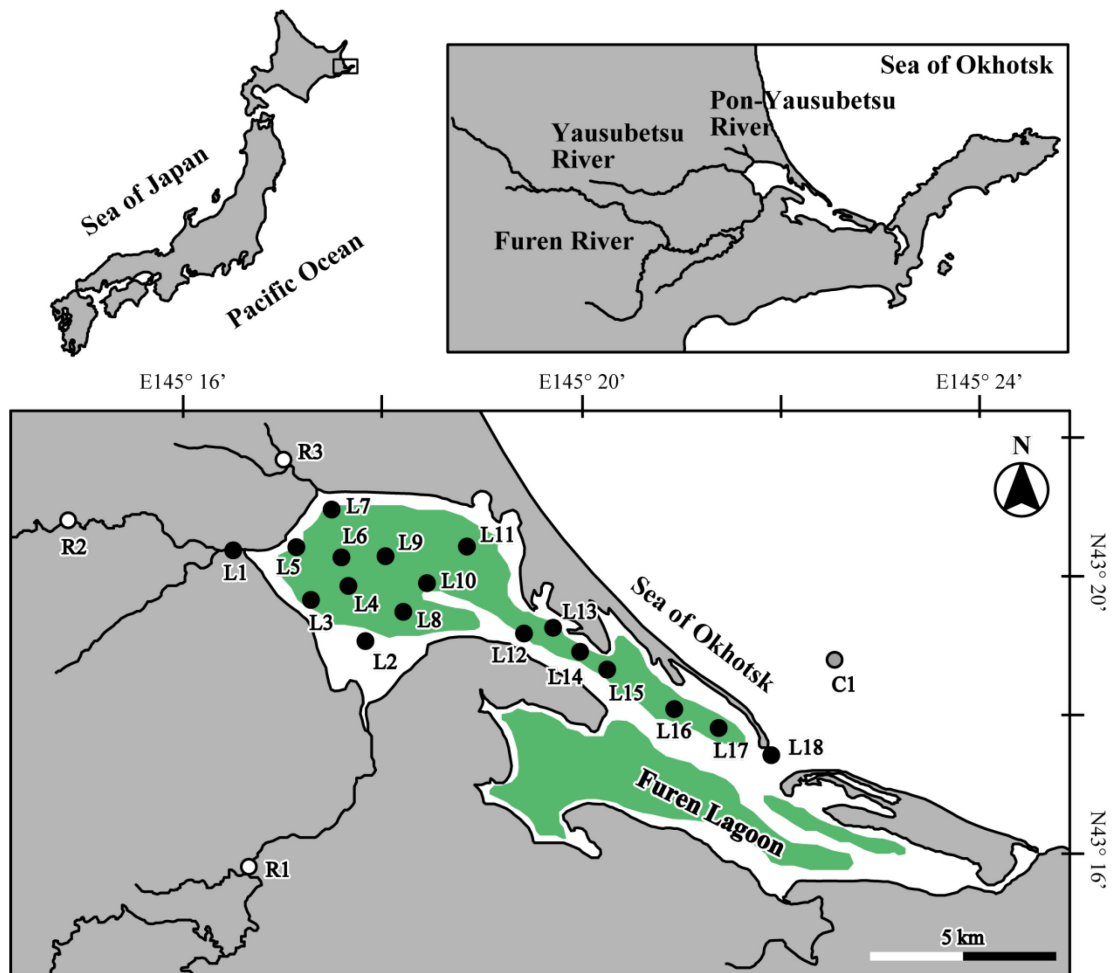 Sea of Japan
Pacific Ocean
Sea of Okhotsk
Pon-Yausubetsu
River
Yausubetsu
River
Furen River
E145° 16’
E145° 20’
E145° 24’
N
R3
L7
R2
L6
L9
L11
L1
L5
L10
L4
N43° 20
L3
L8
L13
Sea of Okhotsk
L2
L12
L14
C1
L15
L16
L17
L18
Furen Lagoon
R1
N43° 16’
5 km